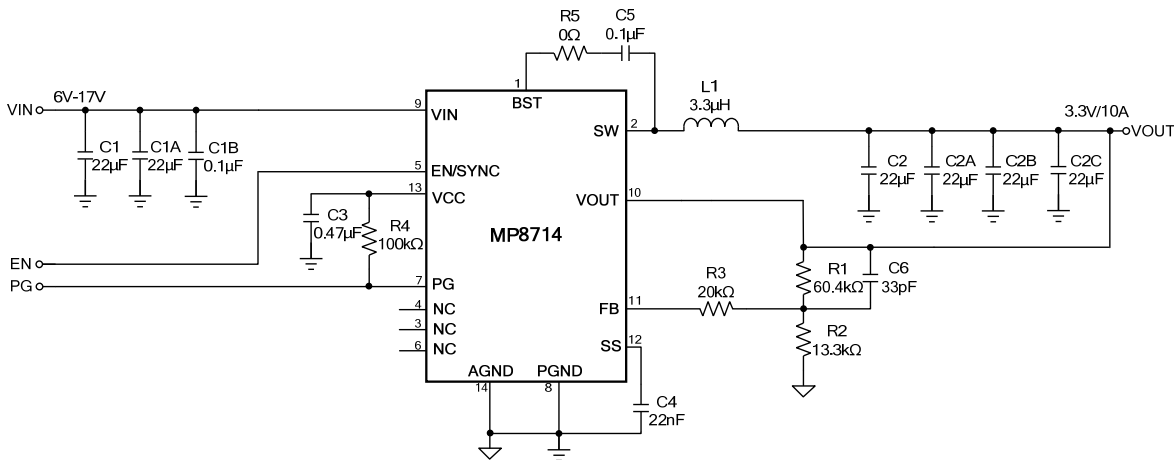 R5
0Ω
C5
0.1µF
1
BST
VIN
6V-17V
9
VIN
L1
3.3µH
SW
2
3.3V/10A
VOUT
C1
22µF
C1A
22µF
C1B
0.1µF
5
EN/SYNC
13
VCC
VOUT
10
C2
22µF
C2A
22µF
C2B
22µF
C2C
22µF
C3
0.47µF
R4
100kΩ
MP8714
EN
PG
7
PG
R3
20kΩ
R1
60.4kΩ
C6
33pF
4
NC
3
NC
6
NC
FB
11
SS
12
R2
13.3kΩ
AGND
14
PGND
8
C4
22nF